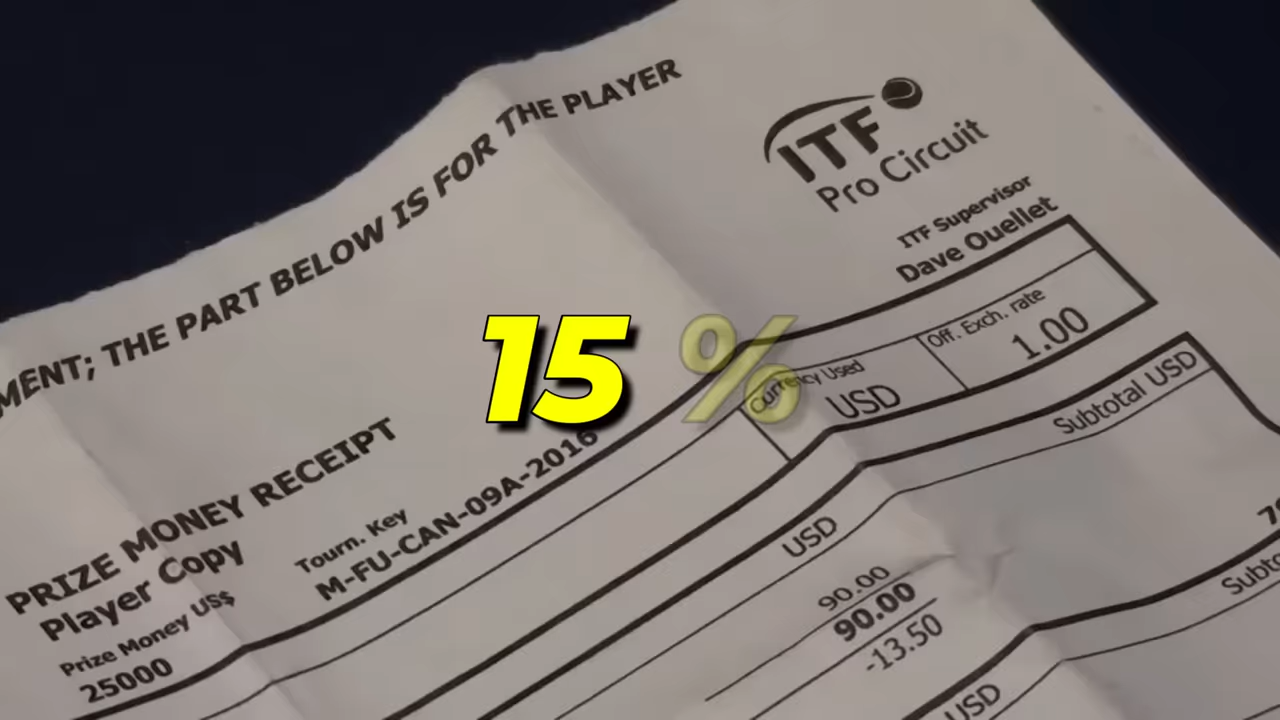 MENT; THE PART BELOW IS FOR THE PLAYER
ITF
Pro Circuit
ITF Supervisor
Dave Ouellet
15 %
PRIZE MONEY RECEIPT
Player Copy
Prize Money US$
25000
Tourn. Key
M-FU-CAN-09A-2016
Currency Used
USD
Off. Exch. rate
1.00
Subtotal USD
USD
90.00
90.00
-13.50
USD